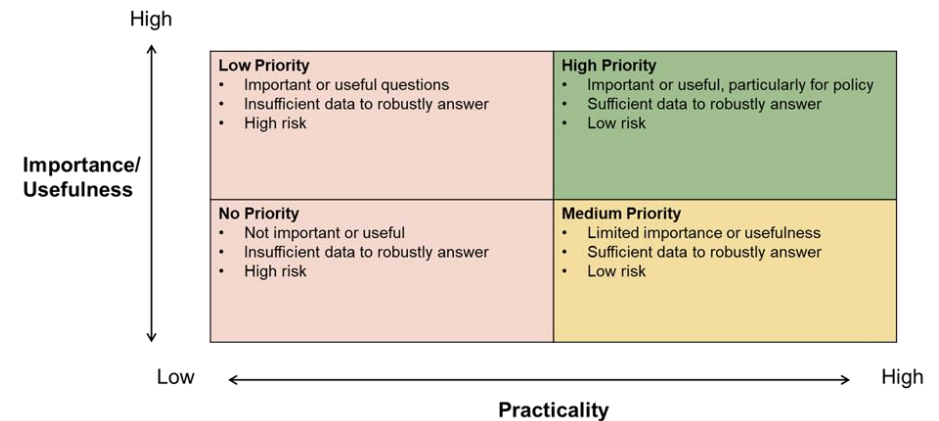 High
Low Priority
• Important or useful questions
• Insufficient data to robustly answer
• High risk
High Priority
• Important or useful, particularly for policy
• Sufficient data to robustly answer
• Low risk
Importance/
Usefulness
No Priority
• Not important or useful
• Insufficient data to robustly answer
• High risk
Medium Priority
• Limited importance or usefulness
• Sufficient data to robustly answer
• Low risk
Low
High
Practicality